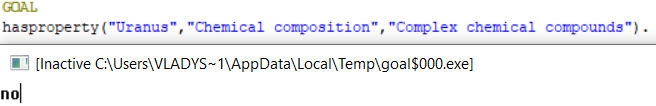 GOAL
hasproperty("Uranus","Chemical composition","Complex chemical compounds").
[Inactive C:\Users\VLADYS~1\AppData\Local\Temp\goal$000.exe]
no